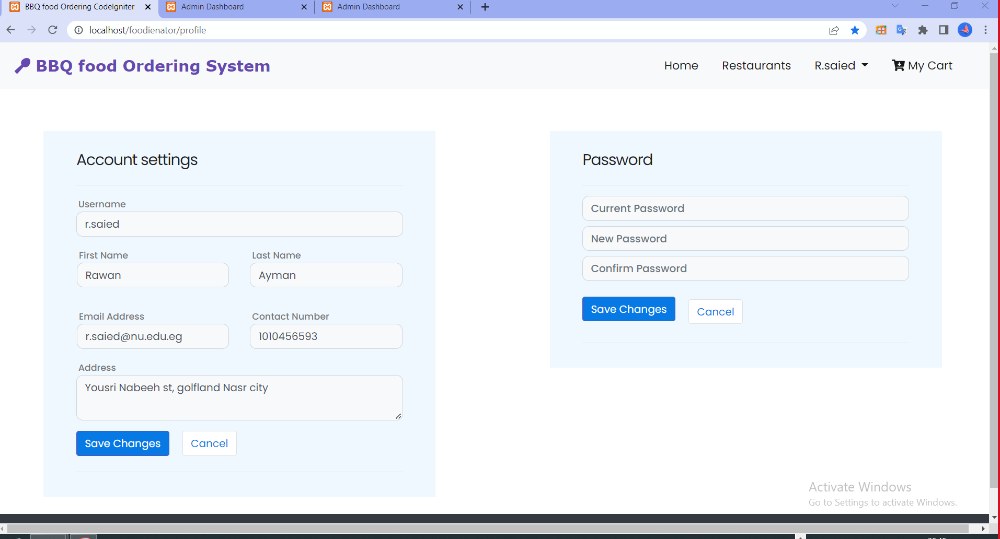 BBQ food Ordering CodeIgniter
Admin Dashboard
Admin Dashboard
localhost/foodienator/profile
BBQ food Ordering System
Home
Restaurants
R.saied
My Cart
Account settings
Username
r.saied
First Name
Last Name
Rawan
Ayman
Email Address
Contact Number
r.saied@nu.edu.eg
1010456593
Address
Yousri Nabeeh st, golfland Nasr city
Save Changes
Cancel
Password
Current Password
New Password
Confirm Password
Save Changes
Cancel
Activate Windows
Go to Settings to activate Windows.